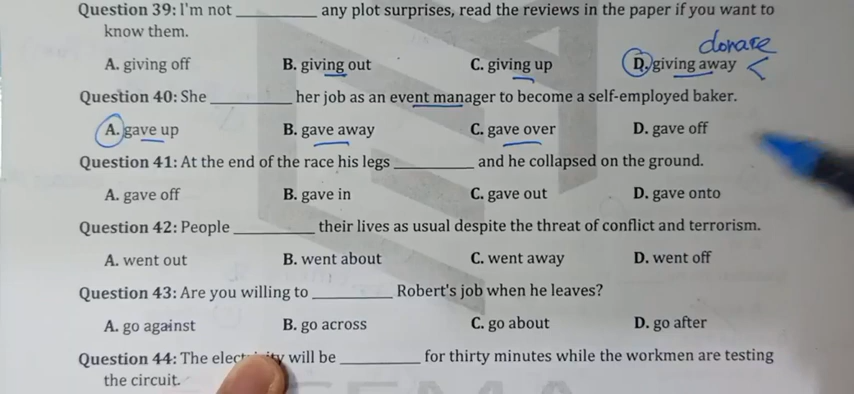 Question 39: I'm not __________ any plot surprises, read the reviews in the paper if you want to
know them.
donate
A. giving off B. giving out C. giving up D. giving away <
Question 40: She __________ her job as an event manager to become a self-employed baker.
A. gave up B. gave away C. gave over D. gave off
Question 41: At the end of the race his legs __________ and he collapsed on the ground.
A. gave off B. gave in C. gave out D. gave onto
Question 42: People __________ their lives as usual despite the threat of conflict and terrorism.
A. went out B. went about C. went away D. went off
Question 43: Are you willing to __________ Robert's job when he leaves?
A. go against B. go across C. go about D. go after
Question 44: The will be __________ for thirty minutes while the workmen are testing
the circuit.